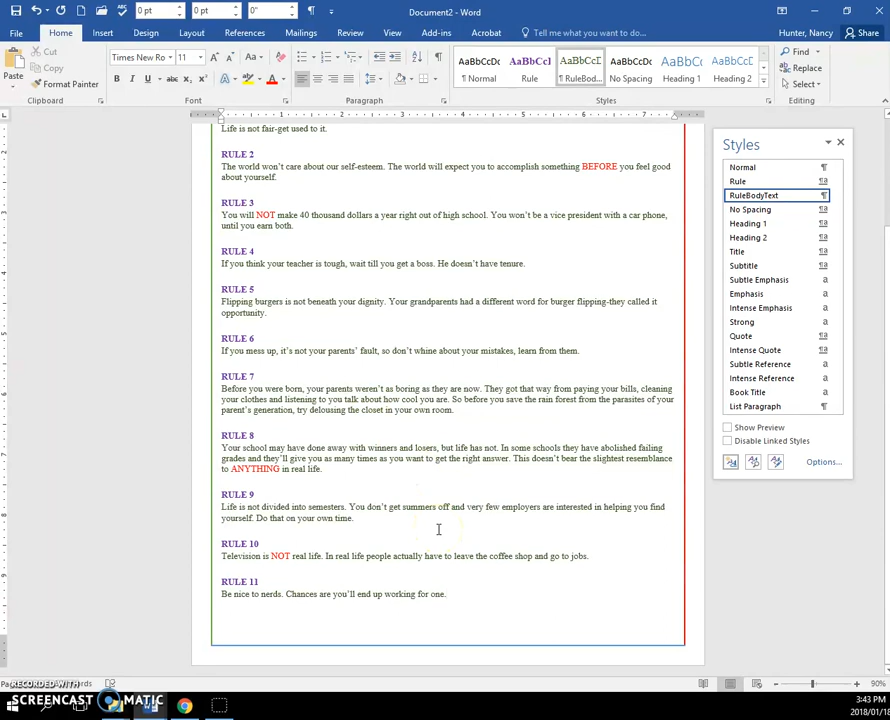 0 pt 0 pt 0" Document2 - Word Hunter, Nancy
File Home Insert Design Layout References Mailings Review View Add-ins Acrobat Tell me what you want to do... Share
Cut
Copy
Format Painter
Paste
Clipboard
Times New Ro 11
Font
Paragraph
AaBbCcDc AaBbCcI AaBbCcD AaBbCcDc AaBbCc AaBbCcD
¶ Normal Rule ¶ RuleBod... No Spacing Heading 1 Heading 2
Styles
Find
Replace
Select
Editing
Life is not fair-get used to it.
RULE 2
The world won't care about our self-esteem. The world will expect you to accomplish something BEFORE you feel good
about yourself.
RULE 3
You will NOT make 40 thousand dollars a year right out of high school. You won't be a vice president with a car phone,
until you earn both.
RULE 4
If you think your teacher is tough, wait till you get a boss. He doesn't have tenure.
RULE 5
Flipping burgers is not beneath your dignity. Your grandparents had a different word for burger flipping-they called it
opportunity.
RULE 6
If you mess up, it's not your parents' fault, so don't whine about your mistakes, learn from them.
RULE 7
Before you were born, your parents weren't as boring as they are now. They got that way from paying your bills, cleaning
your clothes and listening to you talk about how cool you are. So before you save the rain forest from the parasites of your
parent's generation, try delousing the closet in your own room.
RULE 8
Your school may have done away with winners and losers, but life has not. In some schools they have abolished failing
grades and they'll give you as many times as you want to get the right answer. This doesn't bear the slightest resemblance
to ANYTHING in real life.
RULE 9
Life is not divided into semesters. You don't get summers off and very few employers are interested in helping you find
yourself. Do that on your own time.
RULE 10
Television is NOT real life. In real life people actually have to leave the coffee shop and go to jobs.
RULE 11
Be nice to nerds. Chances are you'll end up working for one.
Styles
Normal
Rule
RuleBodyText
No Spacing
Heading 1
Heading 2
Title
Subtitle
Subtle Emphasis
Emphasis
Intense Emphasis
Strong
Quote
Intense Quote
Subtle Reference
Intense Reference
Book Title
List Paragraph
Show Preview
Disable Linked Styles
Options...
90%
RECORDED WITH
SCREENCAST MATIC
3:43 PM
2018/01/18